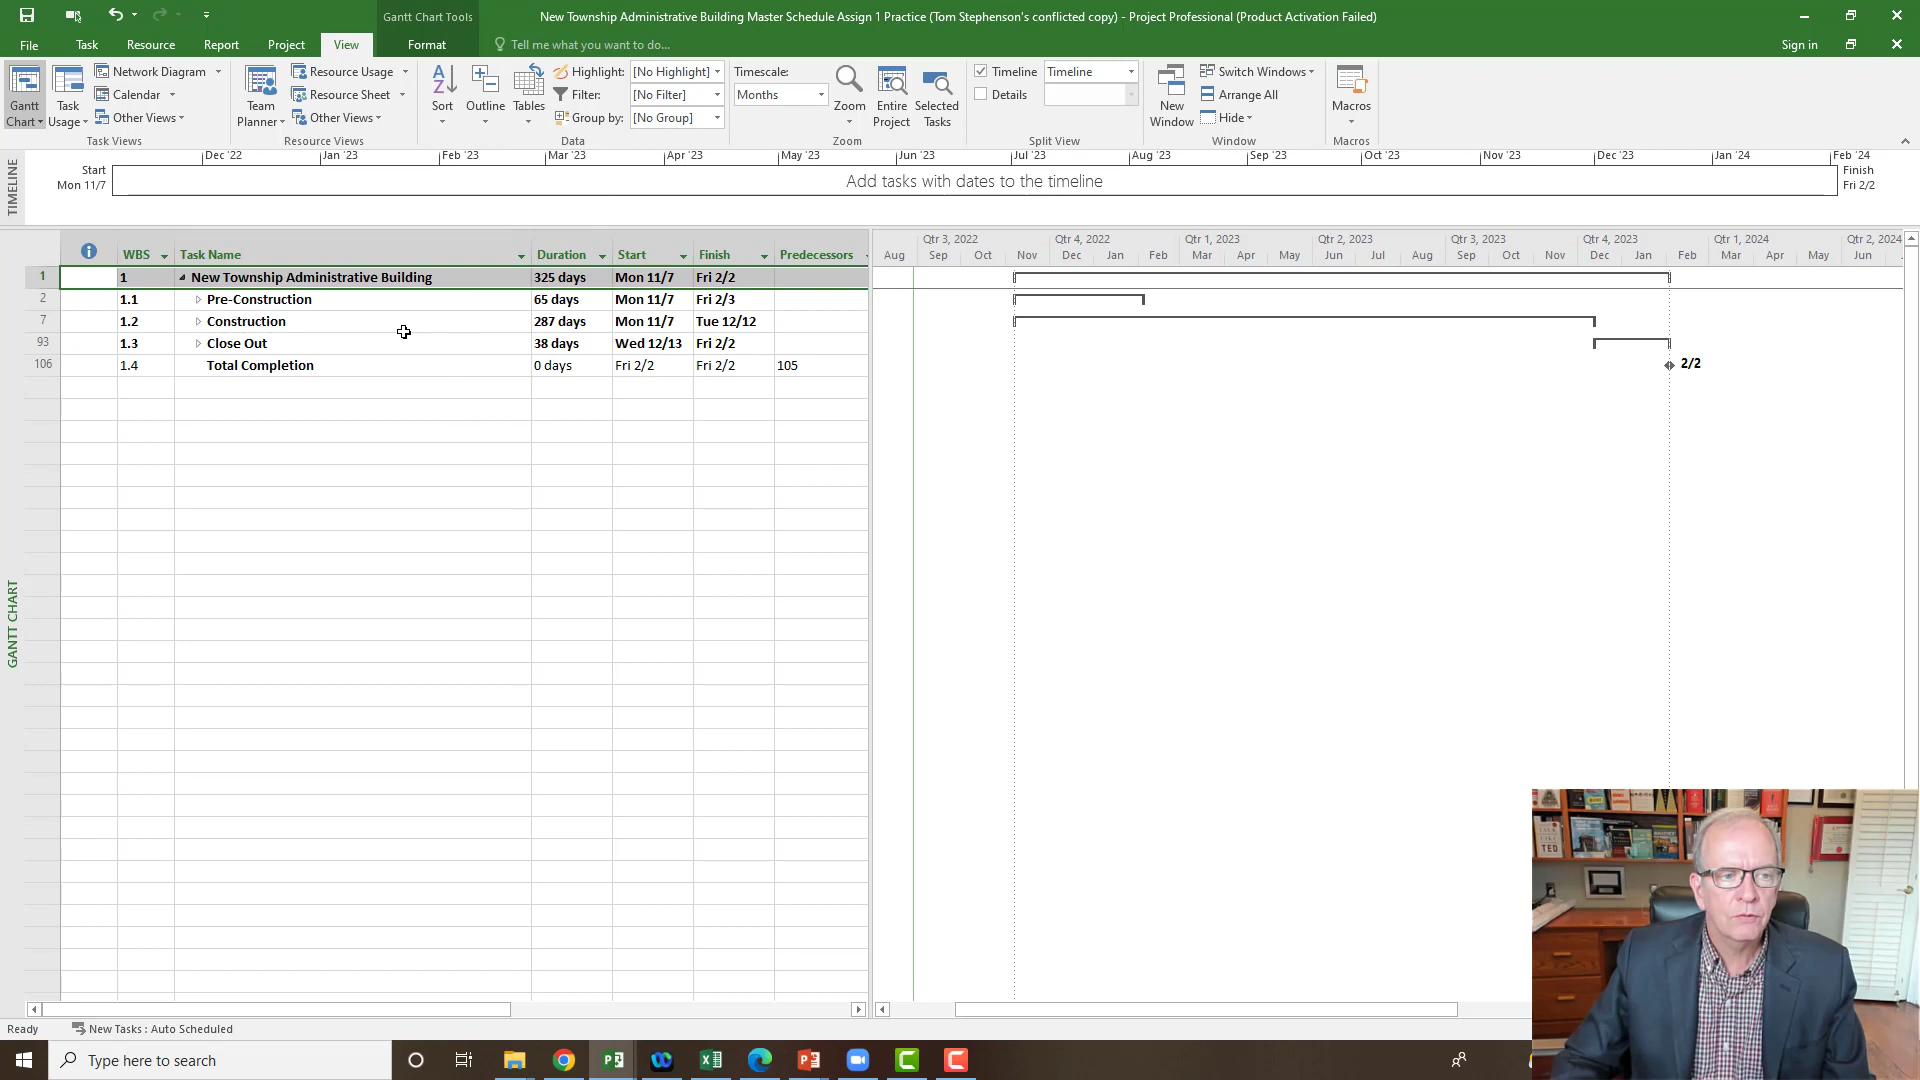 Gantt Chart Tools
New Township Administrative Building Master Schedule Assign 1 Practice (Tom Stephenson's conflicted copy) - Project Professional (Product Activation Failed)
File Task Resource Report Project View Format Tell me what you want to do... Sign in
Gantt Chart
Task Usage
Network Diagram
Calendar
Other Views
Task Views
Team Planner
Resource Usage
Resource Sheet
Other Views
Resource Views
Sort
Outline
Tables
Highlight: [No Highlight]
Filter: [No Filter]
Group by: [No Group]
Data
Timescale:
Months
Zoom
Entire Project
Selected Tasks
Zoom
Timeline Timeline
Details
Split View
New Window
Switch Windows
Arrange All
Hide
Window
Macros
Macros
TIMELINE
Dec '22 Jan '23 Feb '23 Mar '23 Apr '23 May '23 Jun '23 Jul '23 Aug '23 Sep '23 Oct '23 Nov '23 Dec '23 Jan '24 Feb '24
Start
Mon 11/7
Add tasks with dates to the timeline
Finish
Fri 2/2
WBS Task Name Duration Start Finish Predecessors
1 1 New Township Administrative Building 325 days Mon 11/7 Fri 2/2
2 1.1 Pre-Construction 65 days Mon 11/7 Fri 2/3
7 1.2 Construction 287 days Mon 11/7 Tue 12/12
93 1.3 Close Out 38 days Wed 12/13 Fri 2/2
106 1.4 Total Completion 0 days Fri 2/2 Fri 2/2 105
Qtr 3, 2022 Qtr 4, 2022 Qtr 1, 2023 Qtr 2, 2023 Qtr 3, 2023 Qtr 4, 2023 Qtr 1, 2024 Qtr 2, 2024
Aug Sep Oct Nov Dec Jan Feb Mar Apr May Jun Jul Aug Sep Oct Nov Dec Jan Feb Mar Apr May Jun
2/2
GANTT CHART
Ready New Tasks : Auto Scheduled
Type here to search
TED